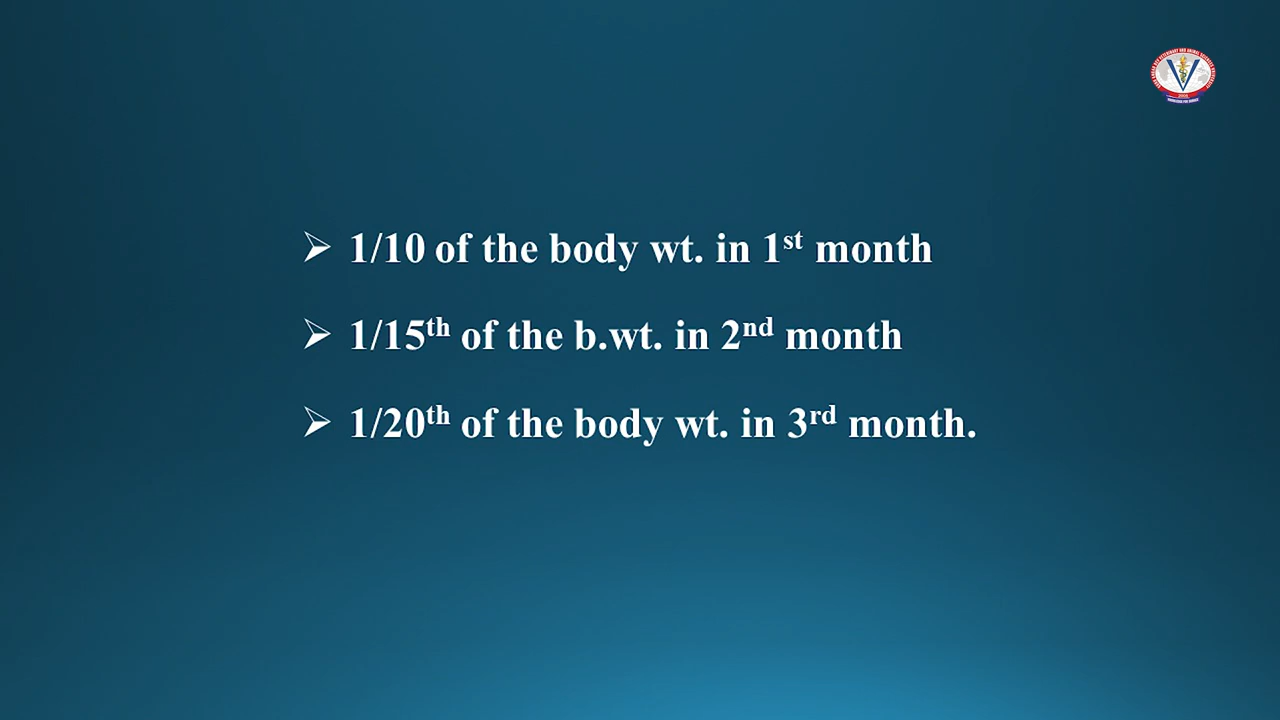 ➢ 1/10 of the body wt. in 1st month
➢ 1/15th of the b.wt. in 2nd month
➢ 1/20th of the body wt. in 3rd month.